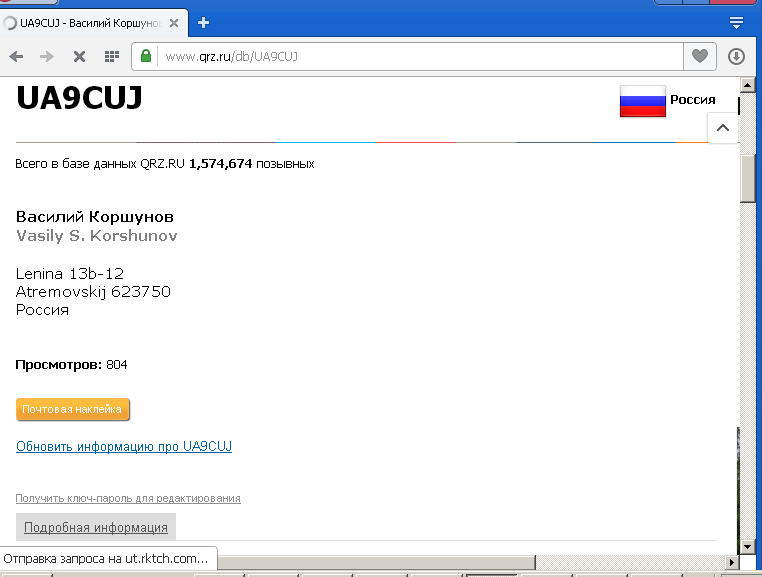 UA9CUJ - Василий Коршунов
www.qrz.ru/db/UA9CUJ
UA9CUJ
Россия
Всего в базе данных QRZ.RU 1,574,674 позывных
Василий Коршунов
Vasily S. Korshunov
Lenina 13b-12
Atremovskij 623750
Россия
Просмотров: 804
Почтовая наклейка
Обновить информацию про UA9CUJ
Получить ключ-пароль для редактирования
Подробная информация
Отправка запроса на ut.rktch.com...